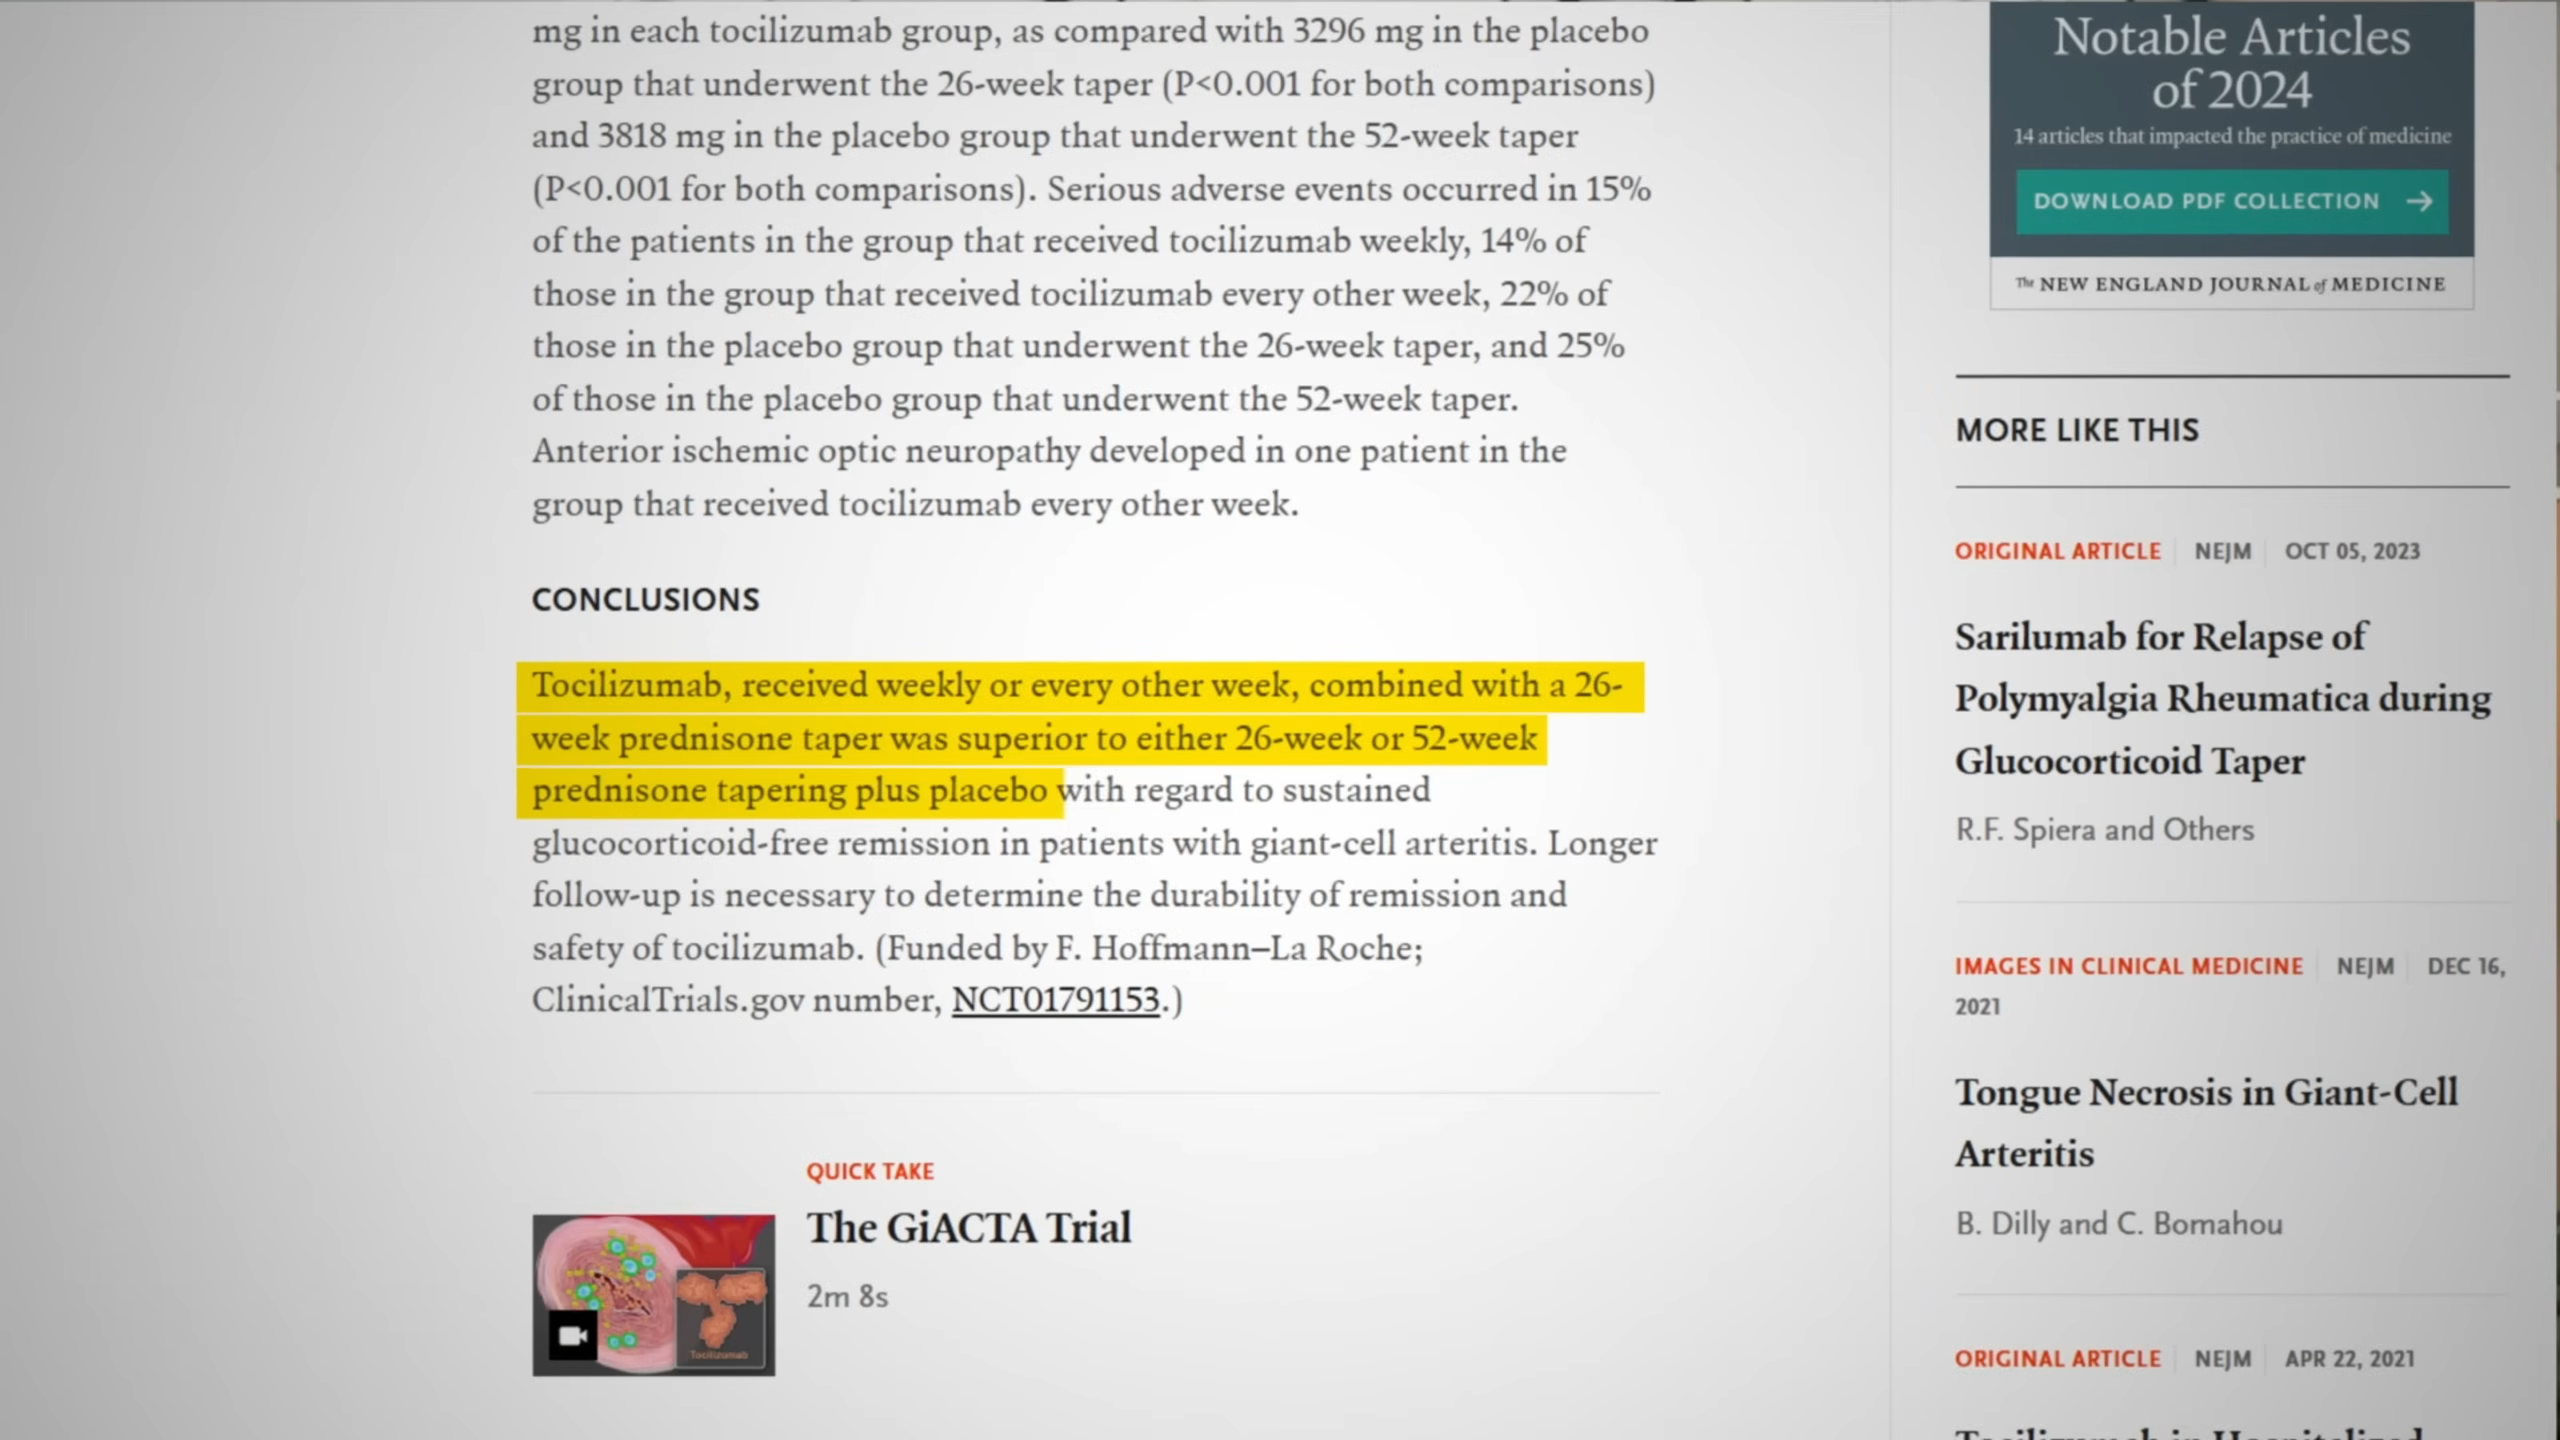 mg in each tocilizumab group, as compared with 3296 mg in the placebo
group that underwent the 26-week taper (P<0.001 for both comparisons)
and 3818 mg in the placebo group that underwent the 52-week taper
(P<0.001 for both comparisons). Serious adverse events occurred in 15%
of the patients in the group that received tocilizumab weekly, 14% of
those in the group that received tocilizumab every other week, 22% of
those in the placebo group that underwent the 26-week taper, and 25%
of those in the placebo group that underwent the 52-week taper.
Anterior ischemic optic neuropathy developed in one patient in the
group that received tocilizumab every other week.
CONCLUSIONS
Tocilizumab, received weekly or every other week, combined with a 26-
week prednisone taper was superior to either 26-week or 52-week
prednisone tapering plus placebo with regard to sustained
glucocorticoid-free remission in patients with giant-cell arteritis. Longer
follow-up is necessary to determine the durability of remission and
safety of tocilizumab. (Funded by F. Hoffmann–La Roche;
ClinicalTrials.gov number, NCT01791153.)
QUICK TAKE
The GiACTA Trial
2m 8s
Tocilizumab
Notable Articles
of 2024
14 articles that impacted the practice of medicine
DOWNLOAD PDF COLLECTION →
The NEW ENGLAND JOURNAL of MEDICINE
MORE LIKE THIS
ORIGINAL ARTICLE NEJM OCT 05, 2023
Sarilumab for Relapse of
Polymyalgia Rheumatica during
Glucocorticoid Taper
R.F. Spiera and Others
IMAGES IN CLINICAL MEDICINE NEJM DEC 16,
2021
Tongue Necrosis in Giant-Cell
Arteritis
B. Dilly and C. Bomahou
ORIGINAL ARTICLE NEJM APR 22, 2021
Tocilizumab in Hospitalized